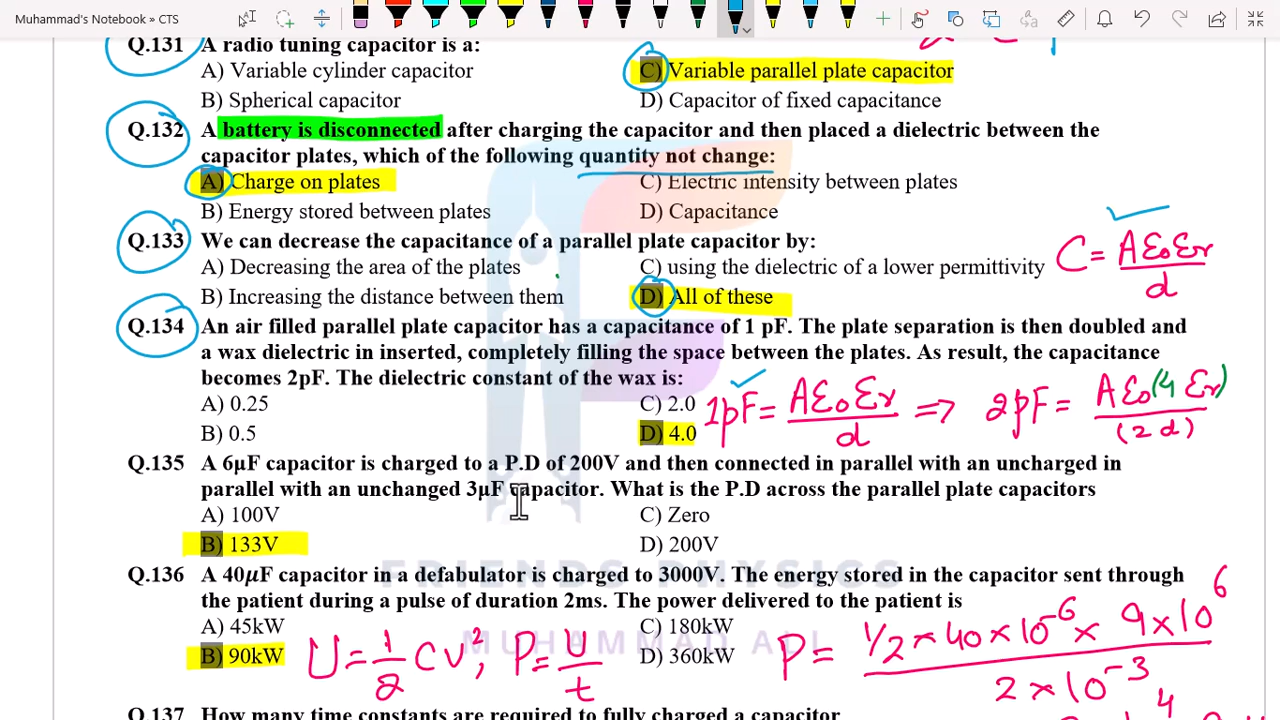 Muhammad's Notebook » CTS
Q.131 A radio tuning capacitor is a:
A) Variable cylinder capacitor
C) Variable parallel plate capacitor
B) Spherical capacitor
D) Capacitor of fixed capacitance
Q.132 A battery is disconnected after charging the capacitor and then placed a dielectric between the
capacitor plates, which of the following quantity not change:
A) Charge on plates
C) Electric intensity between plates
B) Energy stored between plates
D) Capacitance
Q.133 We can decrease the capacitance of a parallel plate capacitor by:
A) Decreasing the area of the plates
C) using the dielectric of a lower permittivity
B) Increasing the distance between them
D) All of these
C = Aε₀εr / d
Q.134 An air filled parallel plate capacitor has a capacitance of 1 pF. The plate separation is then doubled and
a wax dielectric in inserted, completely filling the space between the plates. As result, the capacitance
becomes 2pF. The dielectric constant of the wax is:
A) 0.25
C) 2.0
B) 0.5
D) 4.0
1pF = Aε₀εr / d => 2pF = Aε₀(4 εr) / (2d)
Q.135 A 6μF capacitor is charged to a P.D of 200V and then connected in parallel with an uncharged in
parallel with an unchanged 3μF capacitor. What is the P.D across the parallel plate capacitors
A) 100V
C) Zero
B) 133V
D) 200V
FRIENDS PHYSICS
Q.136 A 40μF capacitor in a defabulator is charged to 3000V. The energy stored in the capacitor sent through
the patient during a pulse of duration 2ms. The power delivered to the patient is
A) 45kW
C) 180kW
B) 90kW
D) 360kW
MUHAMMAD ALI
U = 1/2 CV², P = U/t
P = 1/2 × 40 × 10⁻⁶ × 9 × 10⁶ / 2 × 10⁻³
Q.137 How many time constants are required to fully charged a capacitor